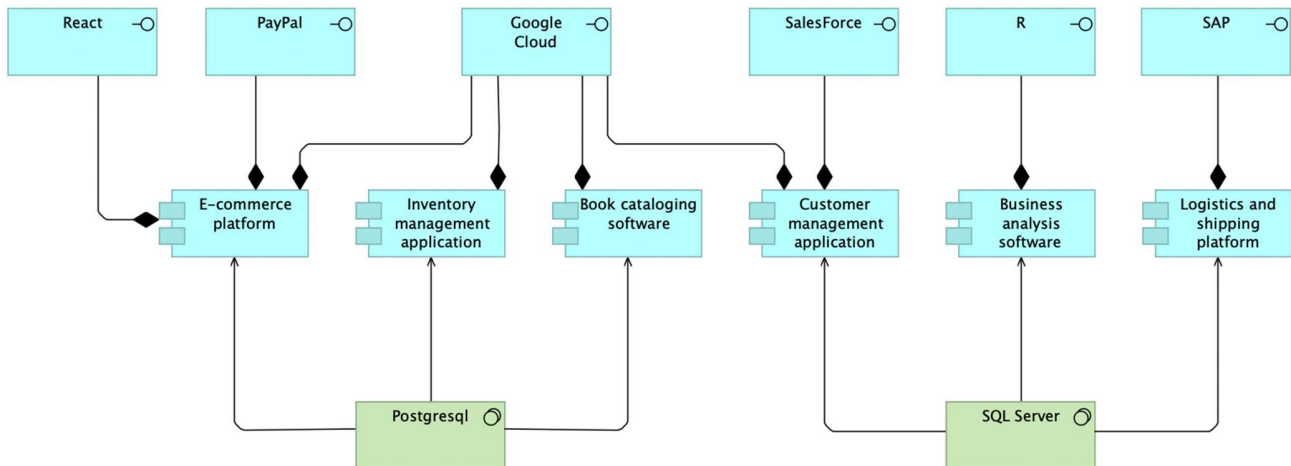 React
PayPal
Google
Cloud
SalesForce
R
SAP
E-commerce
platform
Inventory
management
application
Book cataloging
software
Customer
management
application
Business
analysis
software
Logistics and
shipping
platform
Postgresql
SQL Server